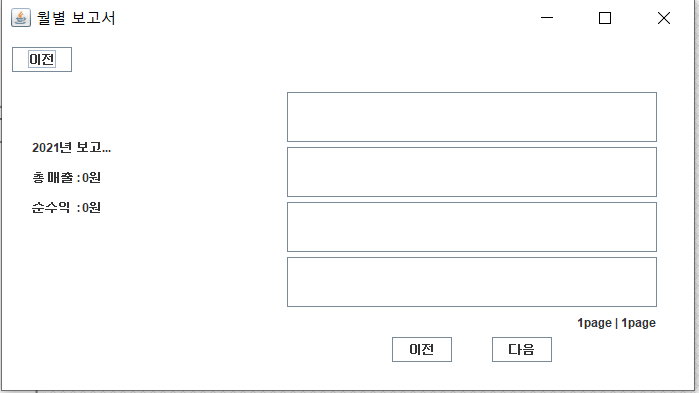 월별 보고서
이전
2021년 보고...
총 매출 : 0원
순수익 : 0원
1page | 1page
이전 다음